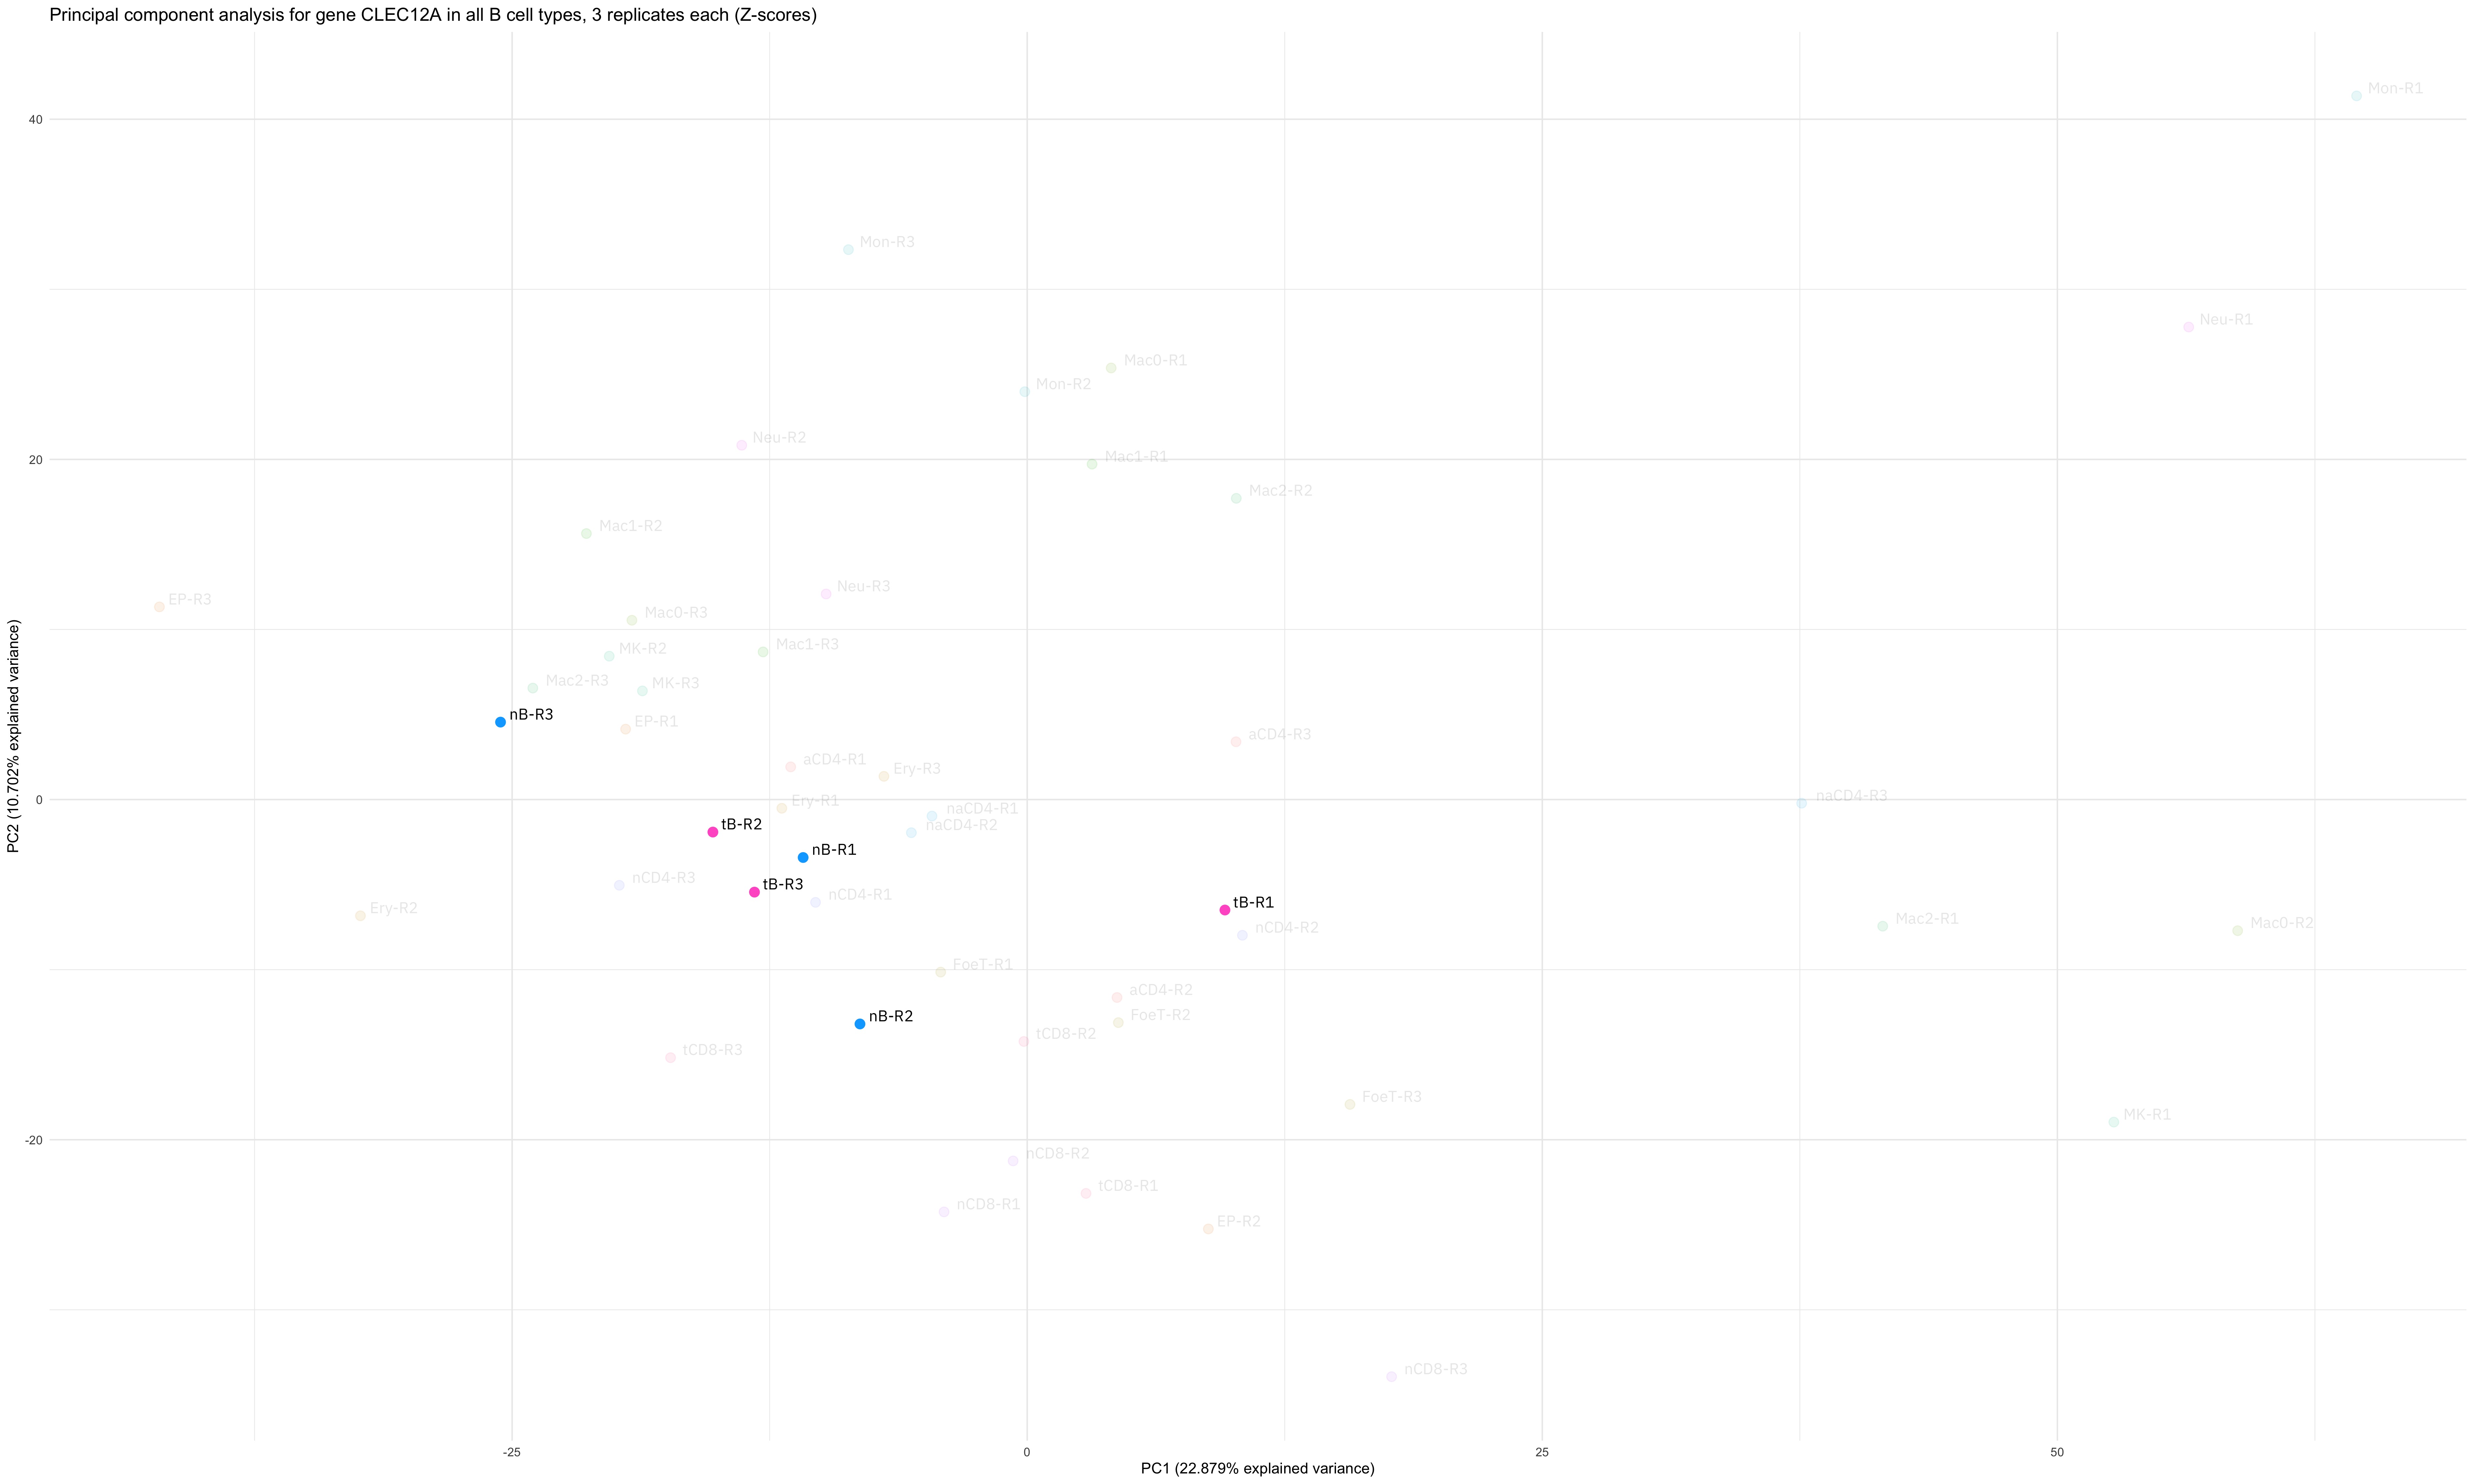 Principal component analysis for gene CLEC12A in all B cell types, 3 replicates each (Z-scores)
Mon-R1
40
Mon-R3
Neu-R1
Mac0-R1
Mon-R2
Neu-R2
20
Mac1-R1
Mac2-R2
Mac1-R2
Neu-R3
EP-R3
Mac0-R3
MK-R2
Mac1-R3
Mac2-R3
MK-R3
nB-R3
EP-R1
aCD4-R3
aCD4-R1
Ery-R3
0
Ery-R1
naCD4-R3
naCD4-R1
tB-R2
naCD4-R2
nB-R1
nCD4-R3
tB-R3
nCD4-R1
tB-R1
Ery-R2
Mac2-R1
Mac0-R2
nCD4-R2
FoeT-R1
aCD4-R2
nB-R2
FoeT-R2
tCD8-R2
tCD8-R3
FoeT-R3
MK-R1
-20
nCD8-R2
tCD8-R1
nCD8-R1
EP-R2
nCD8-R3
PC2 (10.702% explained variance)
-25
0
25
50
PC1 (22.879% explained variance)